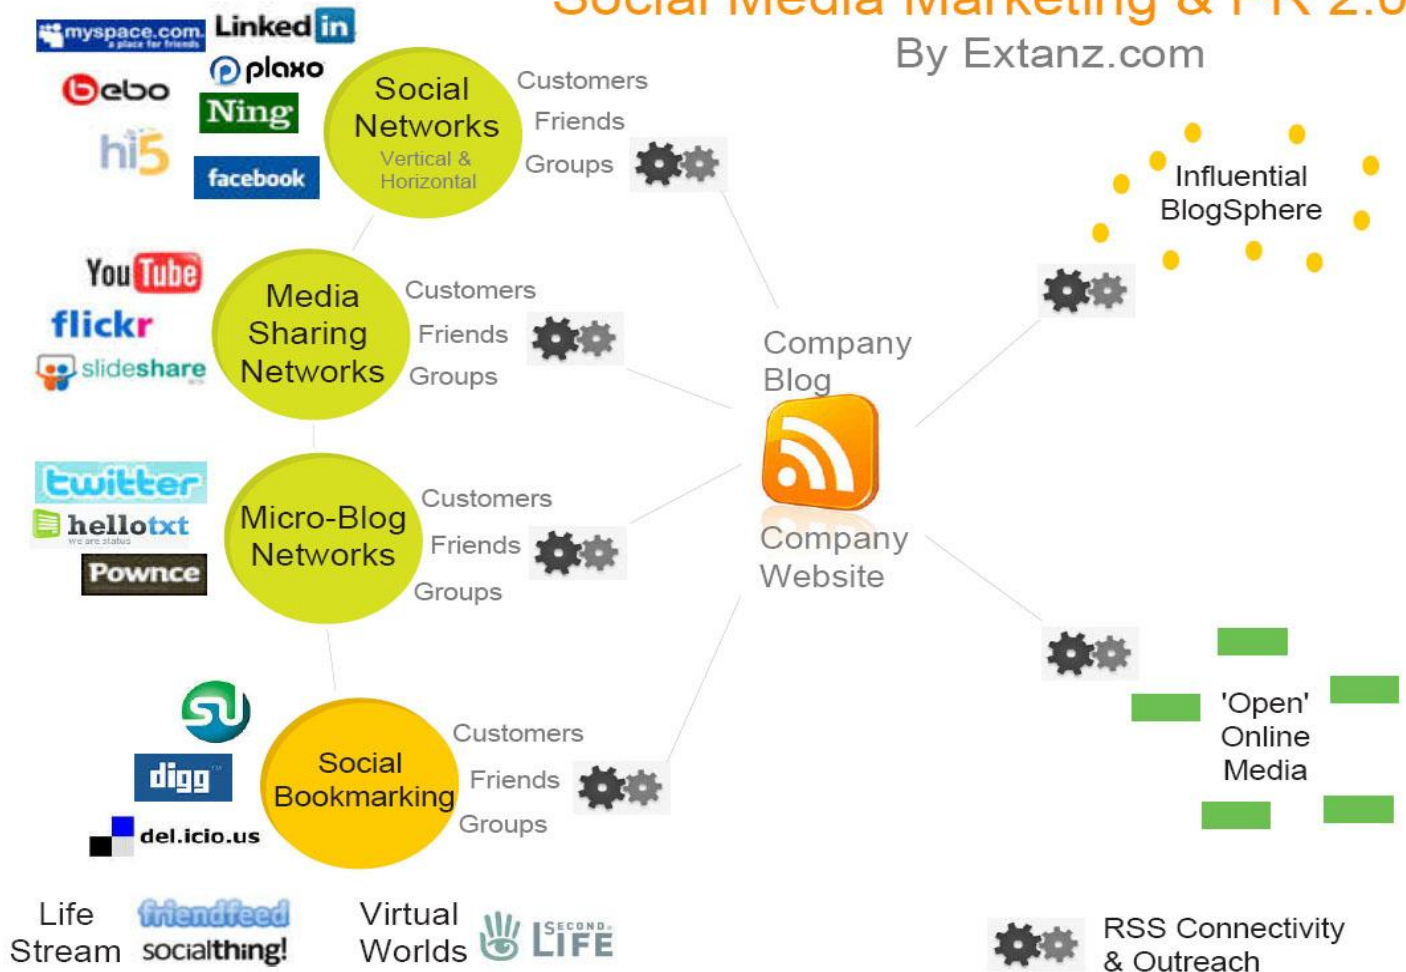 Social Media Marketing & PR 2.0
By Extanz.com
myspace.com
a place for friends
Linked in
plaxo
bebo
Ning
hi5
facebook
Social
Networks
Vertical &
Horizontal
Customers
Friends
Groups
Influential
BlogSphere
You Tube
flickr
slideshare
Media
Sharing
Networks
Customers
Friends
Groups
Company
Blog
twitter
hellotxt
we are status
Pownce
Micro-Blog
Networks
Customers
Friends
Groups
Company
Website
su
digg
del.icio.us
Social
Bookmarking
Customers
Friends
Groups
'Open'
Online
Media
Life
Stream
friendfeed
socialthing!
Virtual
Worlds
SECOND
LIFE
RSS Connectivity
& Outreach